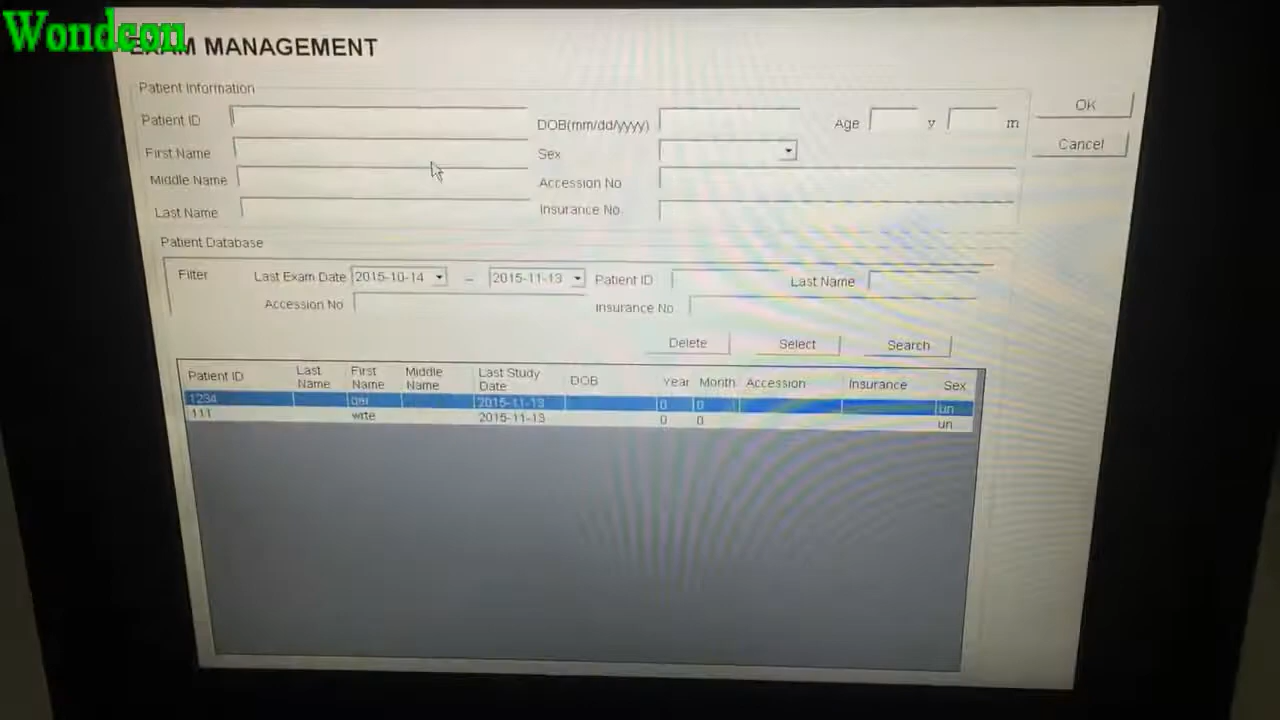 Wondcon
EXAM MANAGEMENT
Patient Information
Patient ID DOB(mm/dd/yyyy) Age y m OK
First Name Sex Cancel
Middle Name Accession No
Last Name Insurance No
Patient Database
Filter Last Exam Date 2015-10-14 – 2015-11-13 Patient ID Last Name
Accession No Insurance No
Delete Select Search
Patient ID Last Name First Name Middle Name Last Study Date DOB Year Month Accession Insurance Sex
1234 2015-11-13 0 0 un
111 wrte 2015-11-13 0 0 un